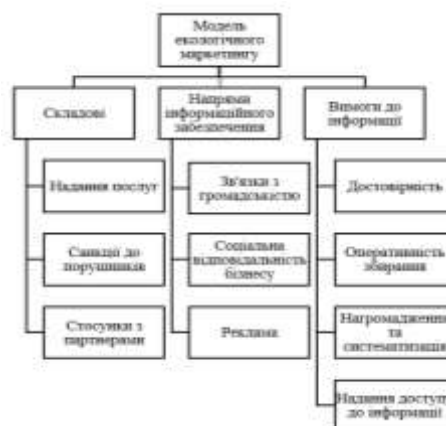 Модель
екологічного
маркетингу
Складові
Напрями
інформаційного
забезпечення
Вимоги до
інформації
Надання послуг
Санкції до
порушників
Стосунки з
партнерами
Зв'язки з
громадськістю
Соціальна
відповідальність
бізнесу
Реклама
Достовірність
Оперативність
збирання
Нагромадження
та
систематизація
Надання доступу
до інформації